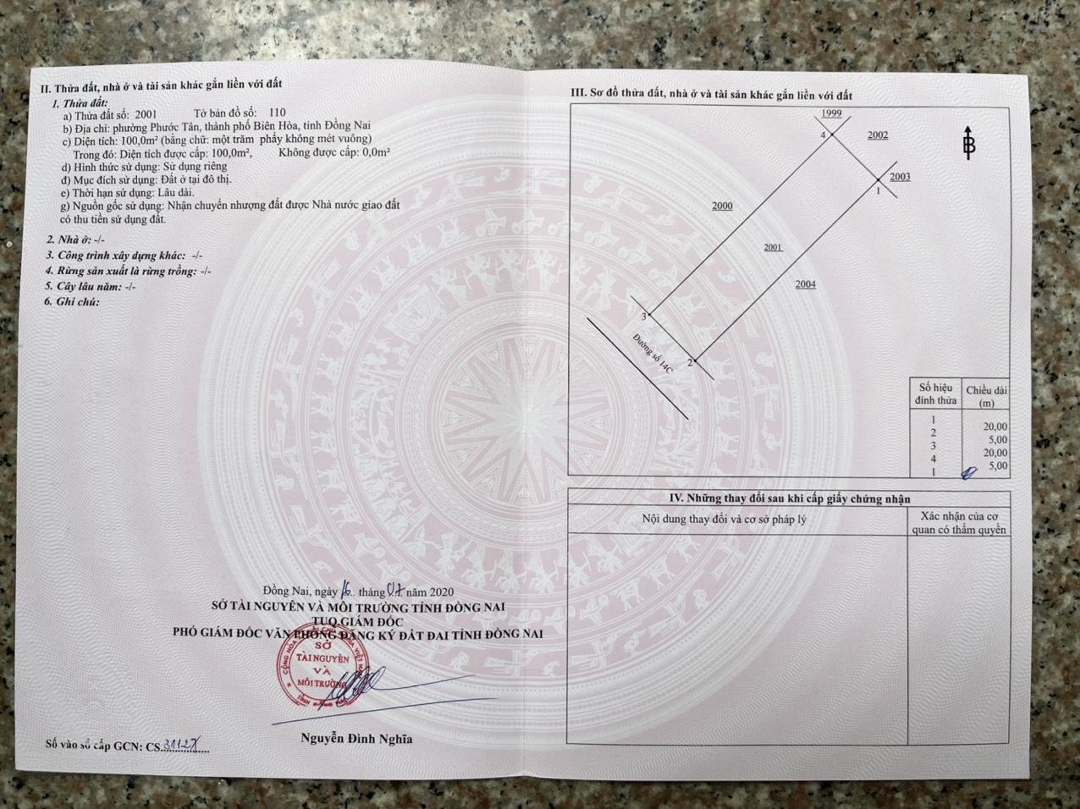 II. Thửa đất, nhà ở và tài sản khác gắn liền với đất
1. Thửa đất:
a) Thửa đất số: 2001 Tờ bản đồ số: 110
b) Địa chỉ: phường Phước Tân, thành phố Biên Hòa, tỉnh Đồng Nai
c) Diện tích: 100,0m² (bằng chữ: một trăm phẩy không mét vuông)
Trong đó: Diện tích được cấp: 100,0m², Không được cấp: 0,0m²
d) Hình thức sử dụng: Sử dụng riêng
đ) Mục đích sử dụng: Đất ở tại đô thị.
e) Thời hạn sử dụng: Lâu dài.
g) Nguồn gốc sử dụng: Nhận chuyển nhượng đất được Nhà nước giao đất
có thu tiền sử dụng đất.
2. Nhà ở: -/-
3. Công trình xây dựng khác: -/-
4. Rừng sản xuất là rừng trồng: -/-
5. Cây lâu năm: -/-
6. Ghi chú:
Đồng Nai, ngày 16 tháng 07 năm 2020
SỞ TÀI NGUYÊN VÀ MÔI TRƯỜNG TỈNH ĐỒNG NAI
TUQ.GIÁM ĐỐC
PHÓ GIÁM ĐỐC VĂN PHÒNG ĐĂNG KÝ ĐẤT ĐAI TỈNH ĐỒNG NAI
SỞ
TÀI NGUYÊN
VÀ
MÔI TRƯỜNG
Nguyễn Đình Nghĩa
Số vào sổ cấp GCN: CS
III. Sơ đồ thửa đất, nhà ở và tài sản khác gắn liền với đất
1999
4
2002
B
2003
1
2000
2001
2004
3
Đường số 14C
2
Số hiệu đỉnh thửa
Chiều dài (m)
1
20,00
2
5,00
3
20,00
4
5,00
1
IV. Những thay đổi sau khi cấp giấy chứng nhận
Nội dung thay đổi và cơ sở pháp lý
Xác nhận của cơ
quan có thẩm quyền